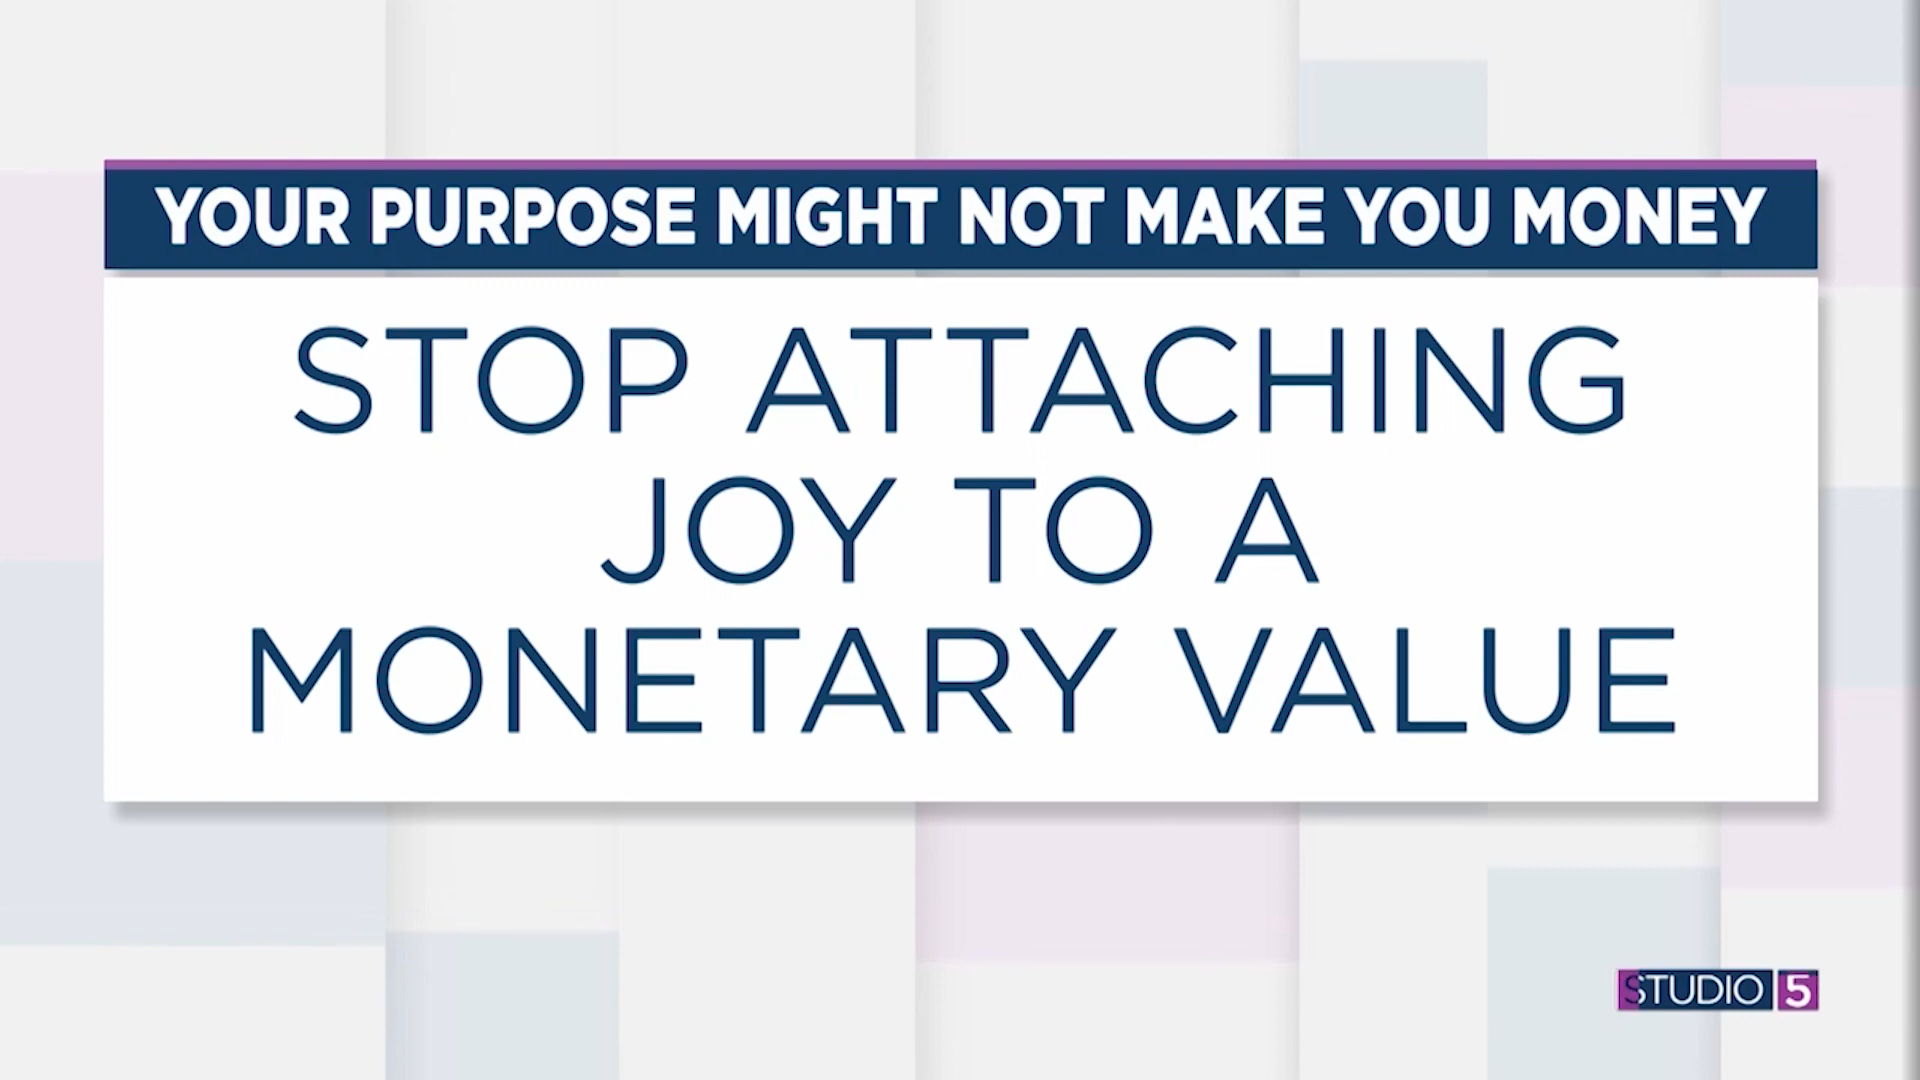 YOUR PURPOSE MIGHT NOT MAKE YOU MONEY
STOP ATTACHING
JOY TO A
MONETARY VALUE
STUDIO 5